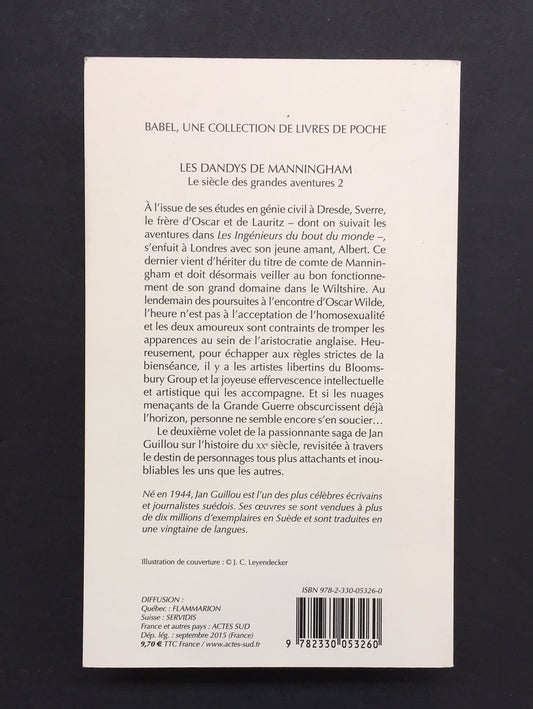 BABEL, UNE COLLECTION DE LIVRES DE POCHE
LES DANDYS DE MANNINGHAM
Le siècle des grandes aventures 2
À l'issue de ses études en génie civil à Dresde, Sverre,
le frère d'Oscar et de Lauritz – dont on suivait les
aventures dans Les Ingénieurs du bout du monde –,
s'enfuit à Londres avec son jeune amant, Albert. Ce
dernier vient d'hériter du titre de comte de Mannin-
gham et doit désormais veiller au bon fonctionne-
ment de son grand domaine dans le Wiltshire. Au
lendemain des poursuites à l'encontre d'Oscar Wilde,
l'heure n'est pas à l'acceptation de l'homosexualité
et les deux amoureux sont contraints de tromper les
apparences au sein de l'aristocratie anglaise. Heu-
reusement, pour échapper aux règles strictes de la
bienséance, il y a les artistes libertins du Blooms-
bury Group et la joyeuse effervescence intellectuelle
et artistique qui les accompagne. Et si les nuages
menaçants de la Grande Guerre obscurcissent déjà
l'horizon, personne ne semble encore s'en soucier…
Le deuxième volet de la passionnante saga de Jan
Guillou sur l'histoire du XXe siècle, revisitée à travers
le destin de personnages tous plus attachants et inou-
bliables les uns que les autres.
Né en 1944, Jan Guillou est l'un des plus célèbres écrivains
et journalistes suédois. Ses œuvres se sont vendues à plus
de dix millions d'exemplaires en Suède et sont traduites en
une vingtaine de langues.
Illustration de couverture : © J. C. Leyendecker
DIFFUSION :
Québec : FLAMMARION
Suisse : SERVIDIS
France et autres pays : ACTES SUD
Dép. lég. : septembre 2015 (France)
9,70 € TTC France / www.actes-sud.fr
ISBN 978-2-330-05326-0
9 782330 053260